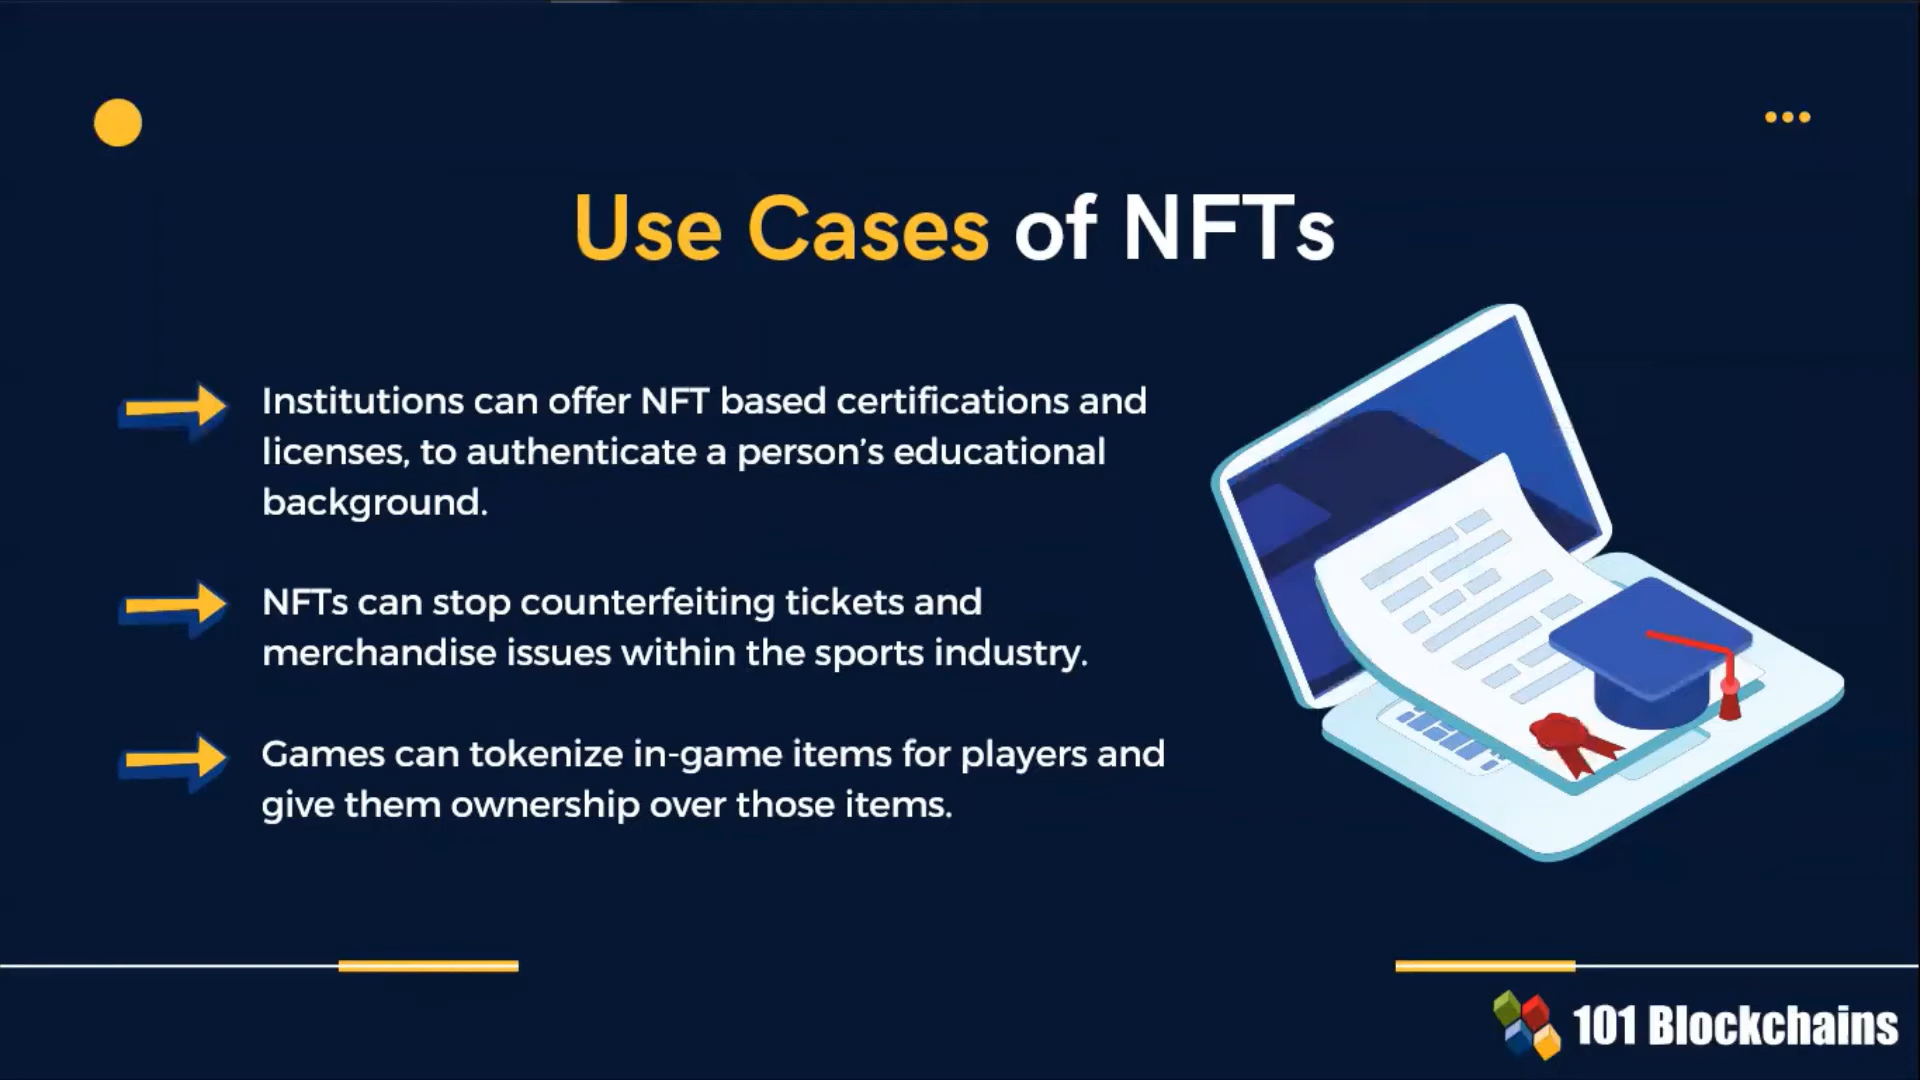 Use Cases of NFTs
Institutions can offer NFT based certifications and
licenses, to authenticate a person’s educational
background.
NFTs can stop counterfeiting tickets and
merchandise issues within the sports industry.
Games can tokenize in-game items for players and
give them ownership over those items.
101 Blockchains